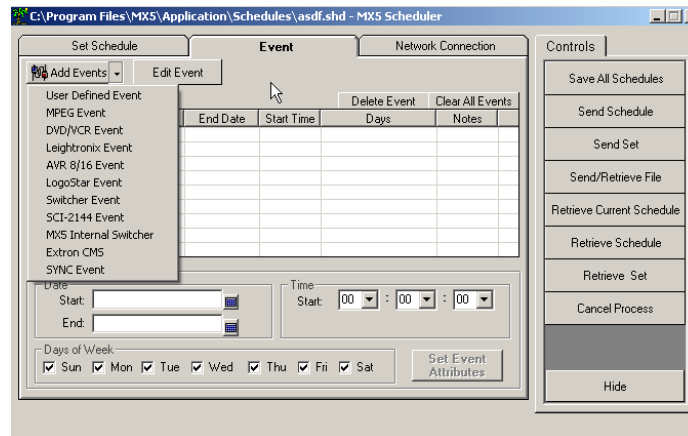 C:\Program Files\MX5\Application\Schedules\asdf.shd - MX5 Scheduler
Set Schedule Event Network Connection
Add Events Edit Event
User Defined Event
MPEG Event
DVD/VCR Event
Leightronix Event
AVR 8/16 Event
LogoStar Event
Switcher Event
SCI-2144 Event
MX5 Internal Switcher
Extron CMS
SYNC Event
Delete Event Clear All Events
End Date Start Time Days Notes
Date
Start:
End:
Time
Start: 00 : 00 : 00
Days of Week
Sun Mon Tue Wed Thu Fri Sat
Set Event
Attributes
Controls
Save All Schedules
Send Schedule
Send Set
Send/Retrieve File
Retrieve Current Schedule
Retrieve Schedule
Retrieve Set
Cancel Process
Hide